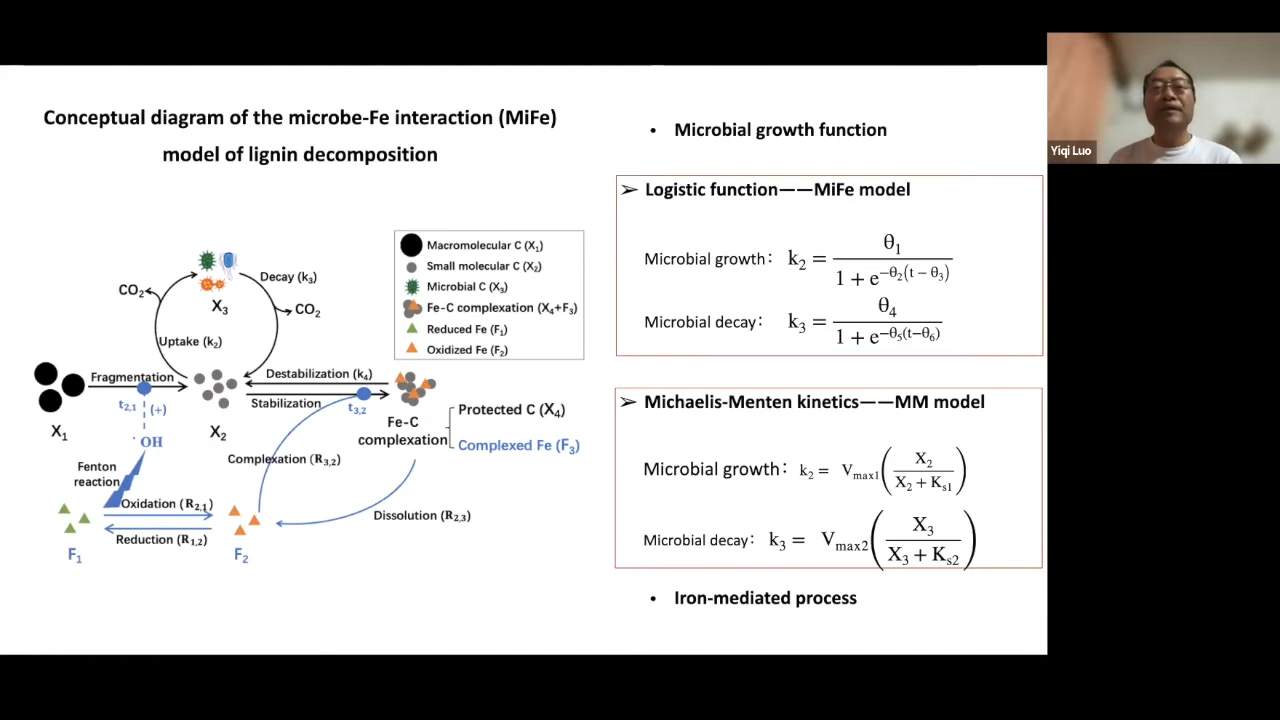 Conceptual diagram of the microbe-Fe interaction (MiFe)
model of lignin decomposition
Macromolecular C (X₁)
Small molecular C (X₂)
Microbial C (X₃)
Fe-C complexation (X₄+F₃)
Reduced Fe (F₁)
Oxidized Fe (F₂)
CO₂
X₃
Decay (k₃)
CO₂
Uptake (k₂)
Fragmentation
Destabilization (k₄)
Stabilization
t₂,₁
(+)
t₃,₂
X₁
X₂
Fe-C
complexation
Protected C (X₄)
Complexed Fe (F₃)
·OH
Fenton
reaction
Complexation (R₃,₂)
Oxidation (R₂,₁)
Dissolution (R₂,₃)
Reduction (R₁,₂)
F₁
F₂
• Microbial growth function
➢ Logistic function——MiFe model
Microbial growth: k₂ = θ₁ / (1 + e^(−θ₂(t − θ₃)))
Microbial decay: k₃ = θ₄ / (1 + e^(−θ₅(t−θ₆)))
➢ Michaelis-Menten kinetics——MM model
Microbial growth: k₂ = Vmax1 (X₂ / (X₂ + Ks1))
Microbial decay: k₃ = Vmax2 (X₃ / (X₃ + Ks2))
• Iron-mediated process
Yiqi Luo